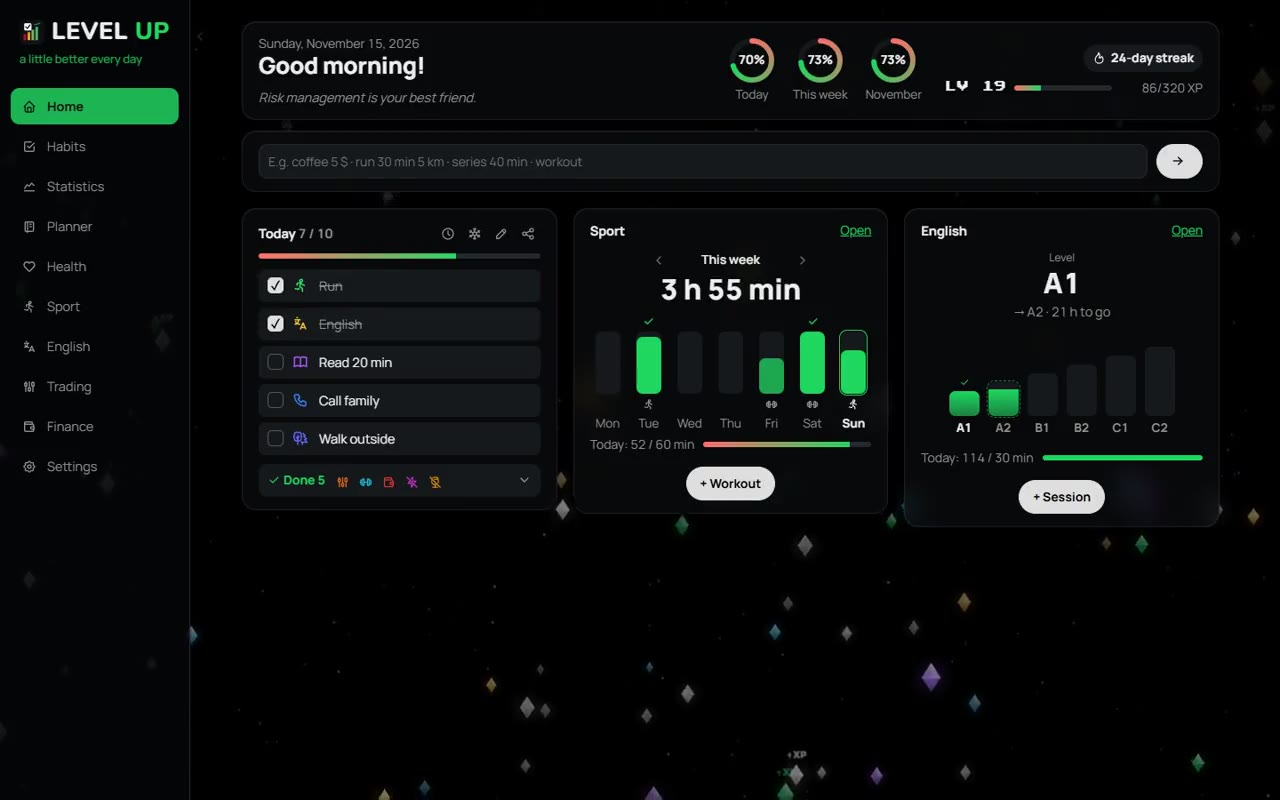 LEVEL UP
a little better every day
Home
Habits
Statistics
Planner
Health
Sport
English
Trading
Finance
Settings
Sunday, November 15, 2026
Good morning!
Risk management is your best friend.
70%
Today
73%
This week
73%
November
LV 19
24-day streak
86/320 XP
E.g. coffee 5 $ · run 30 min 5 km · series 40 min · workout
Today 7 / 10
Run
English
Read 20 min
Call family
Walk outside
Done 5
Sport
Open
This week
3 h 55 min
Mon Tue Wed Thu Fri Sat Sun
Today: 52 / 60 min
+ Workout
English
Open
Level
A1
→ A2 · 21 h to go
A1 A2 B1 B2 C1 C2
Today: 114 / 30 min
+ Session
+XP